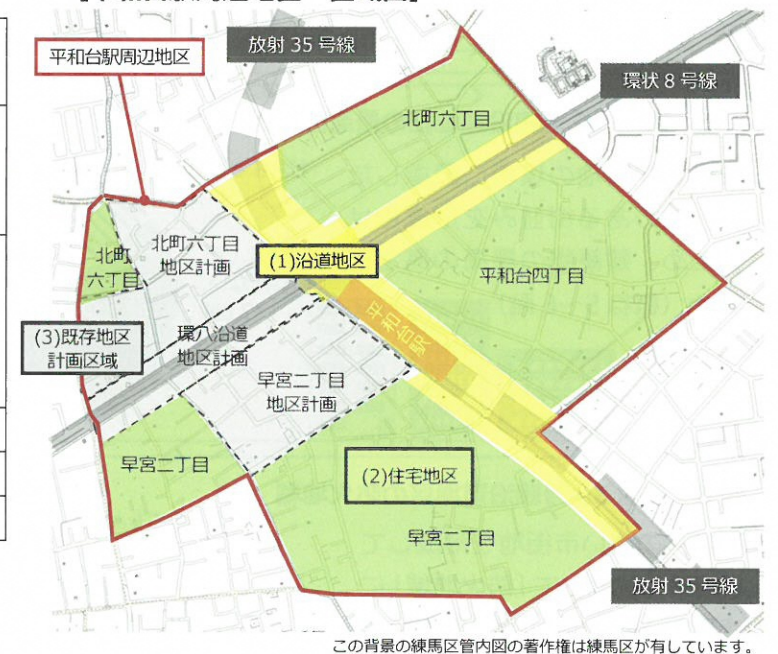 平和台駅周辺地区
放射 35 号線
環状 8 号線
北町六丁目
北町
六丁目
北町六丁目
地区計画
(1)沿道地区
平和台四丁目
平和台駅
(3)既存地区
計画区域
環八沿道
地区計画
早宮二丁目
地区計画
早宮二丁目
(2)住宅地区
早宮二丁目
放射 35 号線
この背景の練馬区管内図の著作権は練馬区が有しています。